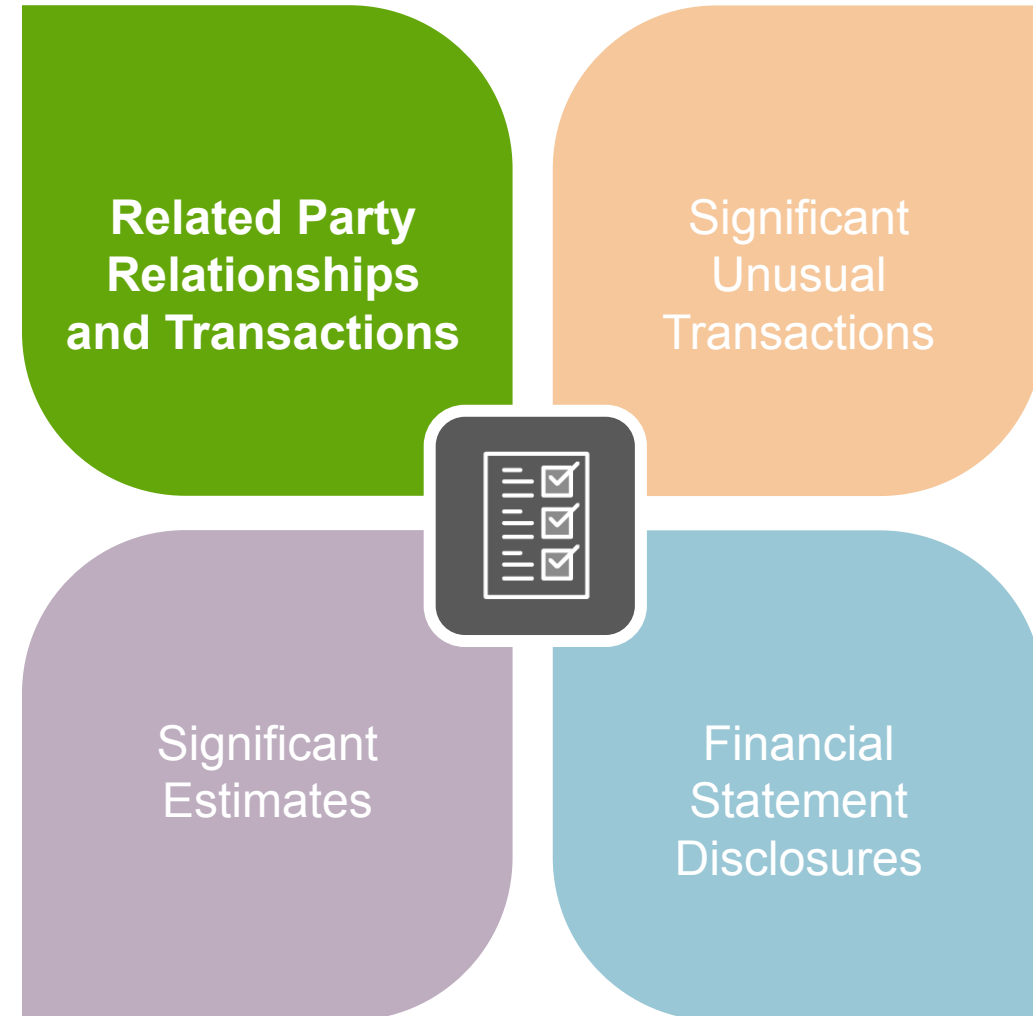 Related Party
Relationships
and Transactions
Significant
Unusual
Transactions
Significant
Estimates
Financial
Statement
Disclosures